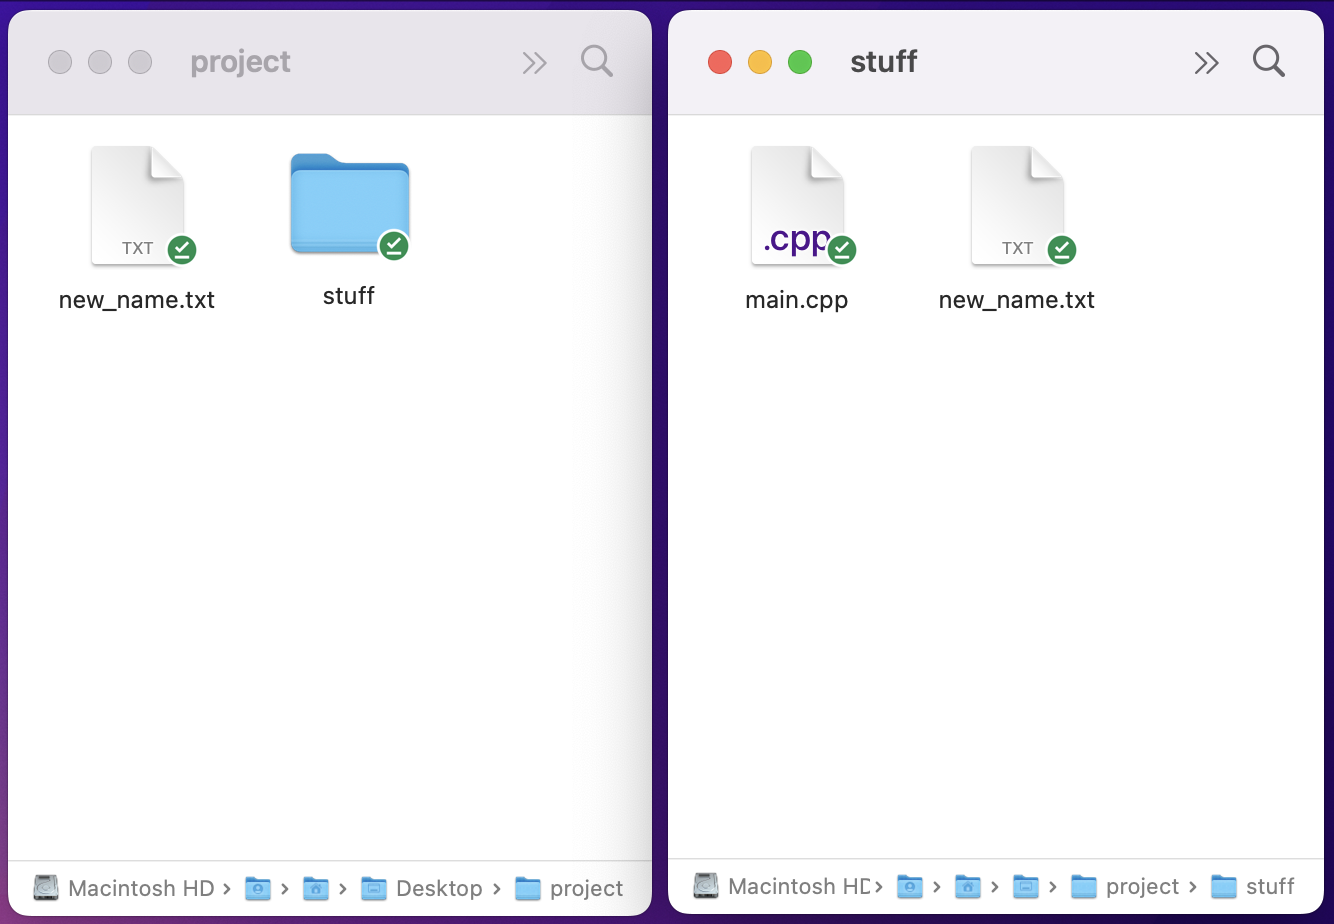 project
TXT
new_name.txt
stuff
Macintosh HD
Desktop
project
stuff
.cpp
main.cpp
TXT
new_name.txt
Macintosh HD
project
stuff